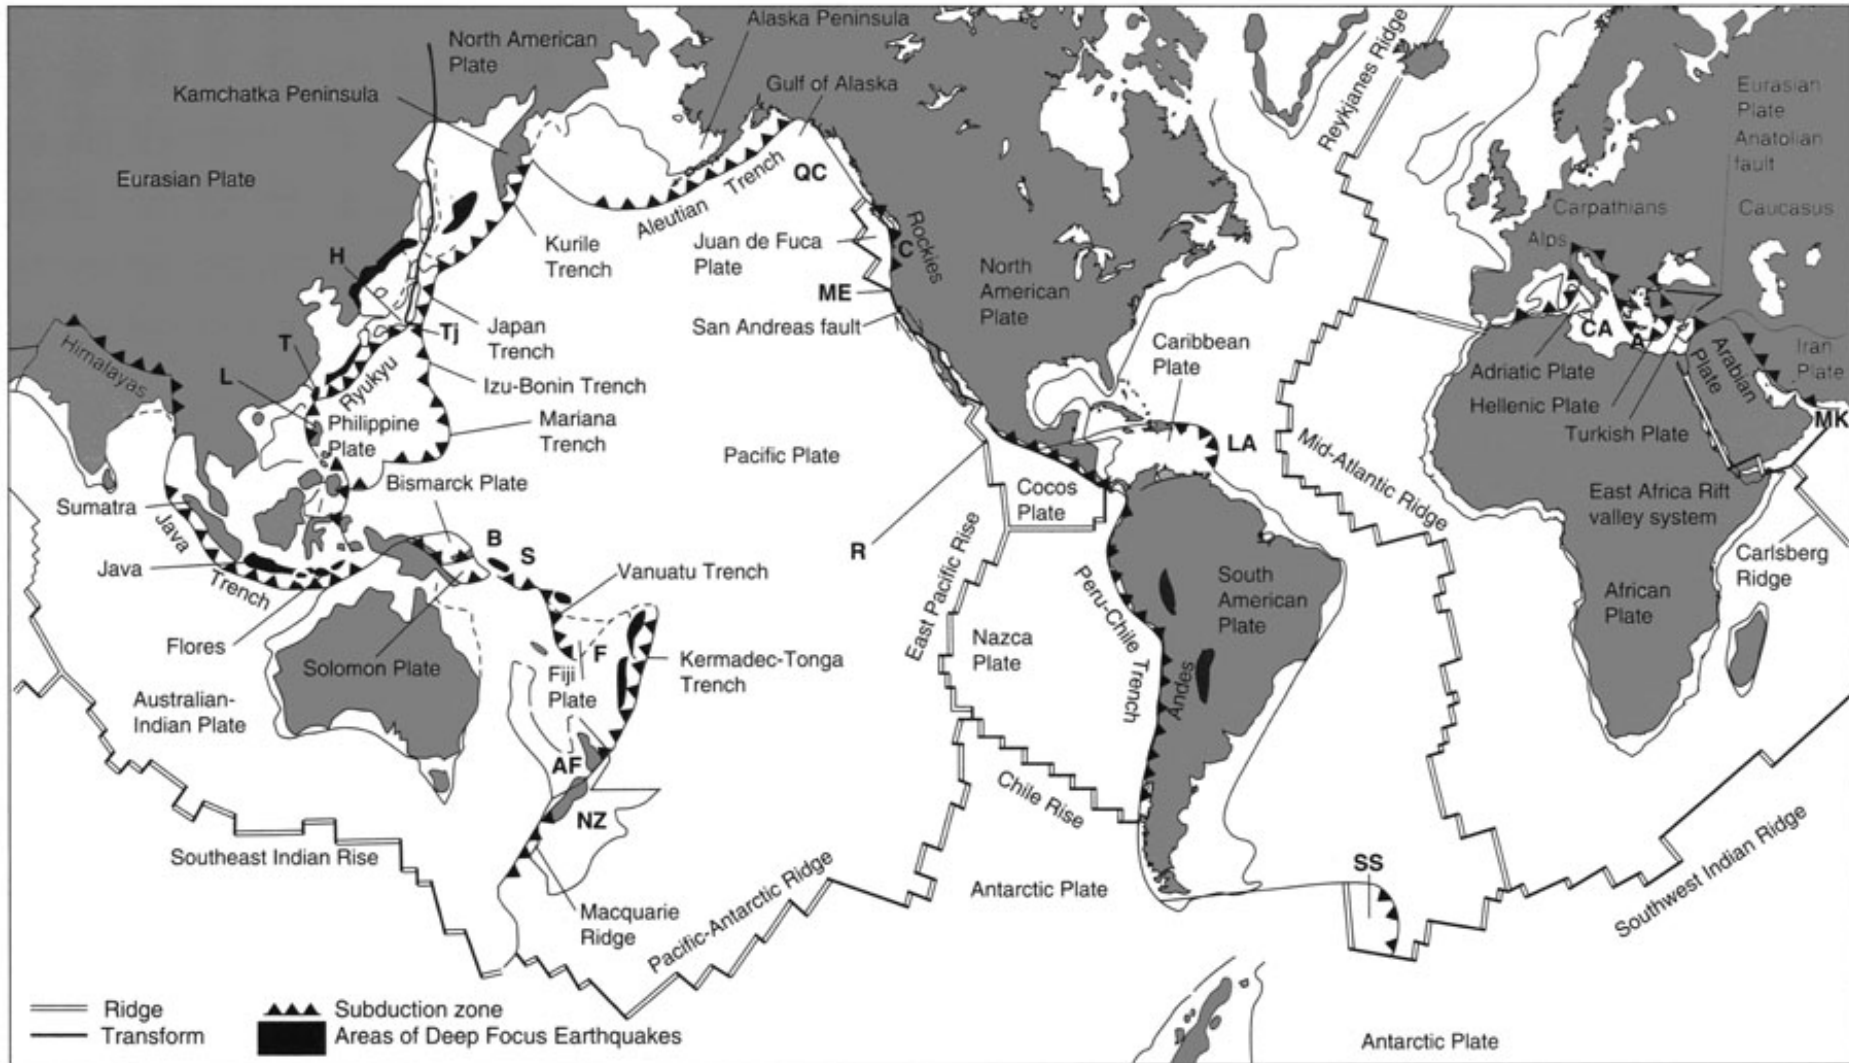 Alaska Peninsula
North American
Plate
Kamchatka Peninsula
Gulf of Alaska
Reykjanes Ridge
Eurasian
Plate
Anatolian
fault
Eurasian Plate
Aleutian Trench
QC
Carpathians
Caucasus
Alps
Rockies
Kurile
Trench
Juan de Fuca
Plate
C
H
North
American
Plate
ME
San Andreas fault
Japan
Trench
Tj
T
Himalayas
L
Ryukyu
Izu-Bonin Trench
Caribbean
Plate
CA
A
Adriatic Plate
Arabian
Plate
Iran
Plate
Hellenic Plate
Turkish Plate
MK
Philippine
Plate
Mariana
Trench
Pacific Plate
LA
Mid-Atlantic Ridge
Bismarck Plate
Cocos
Plate
East Africa Rift
valley system
Sumatra
Java
Trench
Java
B
S
R
Vanuatu Trench
East Pacific Rise
Peru-Chile Trench
South
American
Plate
African
Plate
Carlsberg
Ridge
Flores
Solomon Plate
F
Fiji
Plate
Kermadec-Tonga
Trench
Nazca
Plate
Andes
Australian-
Indian Plate
AF
NZ
Chile Rise
Southeast Indian Rise
Macquarie
Ridge
Pacific-Antarctic Ridge
Antarctic Plate
SS
Southwest Indian Ridge
Ridge
Transform
Subduction zone
Areas of Deep Focus Earthquakes
Antarctic Plate